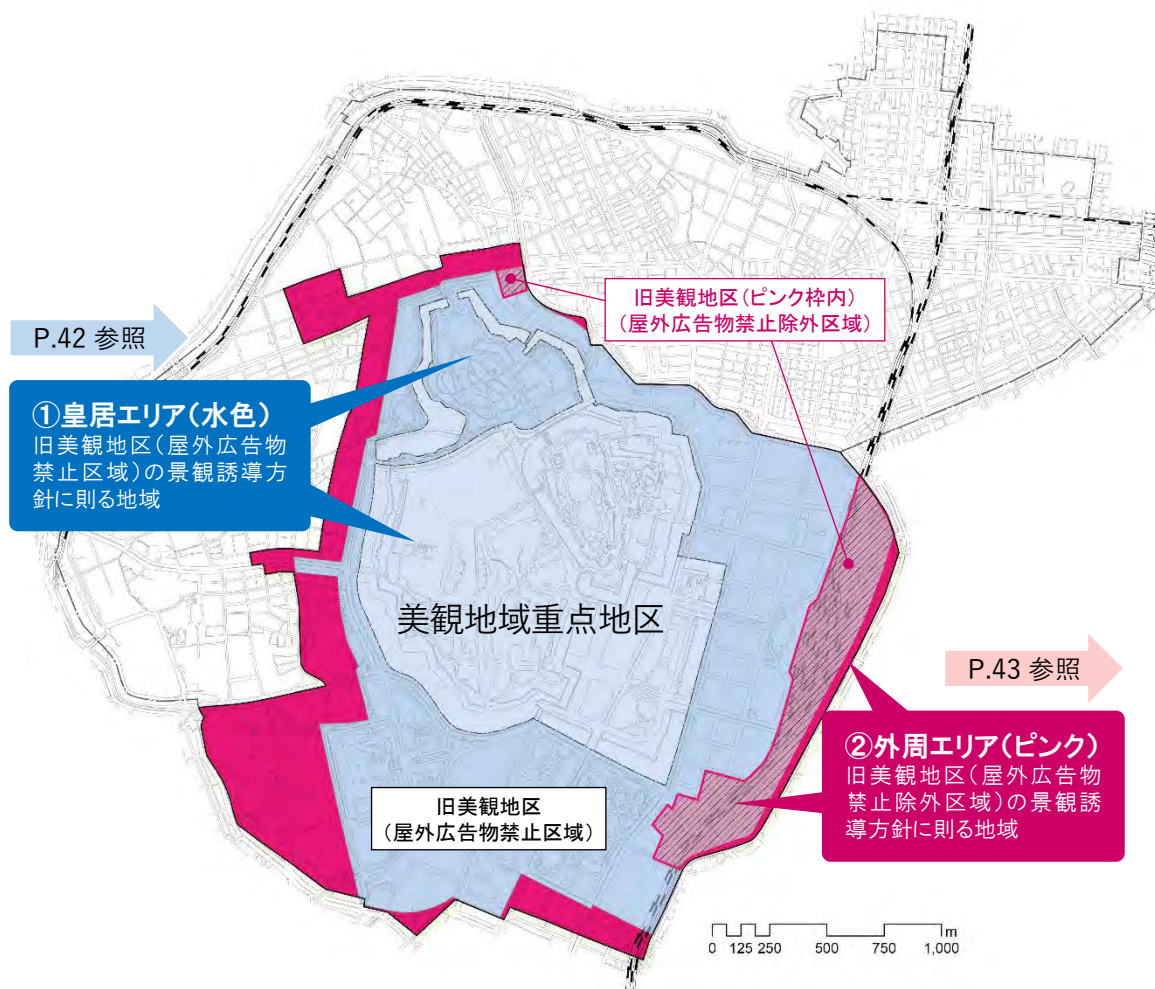 旧美観地区(ピンク枠内)
(屋外広告物禁止除外区域)
P.42 参照
①皇居エリア(水色)
旧美観地区(屋外広告物
禁止区域)の景観誘導方
針に則る地域
美観地域重点地区
P.43 参照
②外周エリア(ピンク)
旧美観地区(屋外広告物
禁止除外区域)の景観誘
導方針に則る地域
旧美観地区
(屋外広告物禁止区域)
m
0 125 250 500 750 1,000